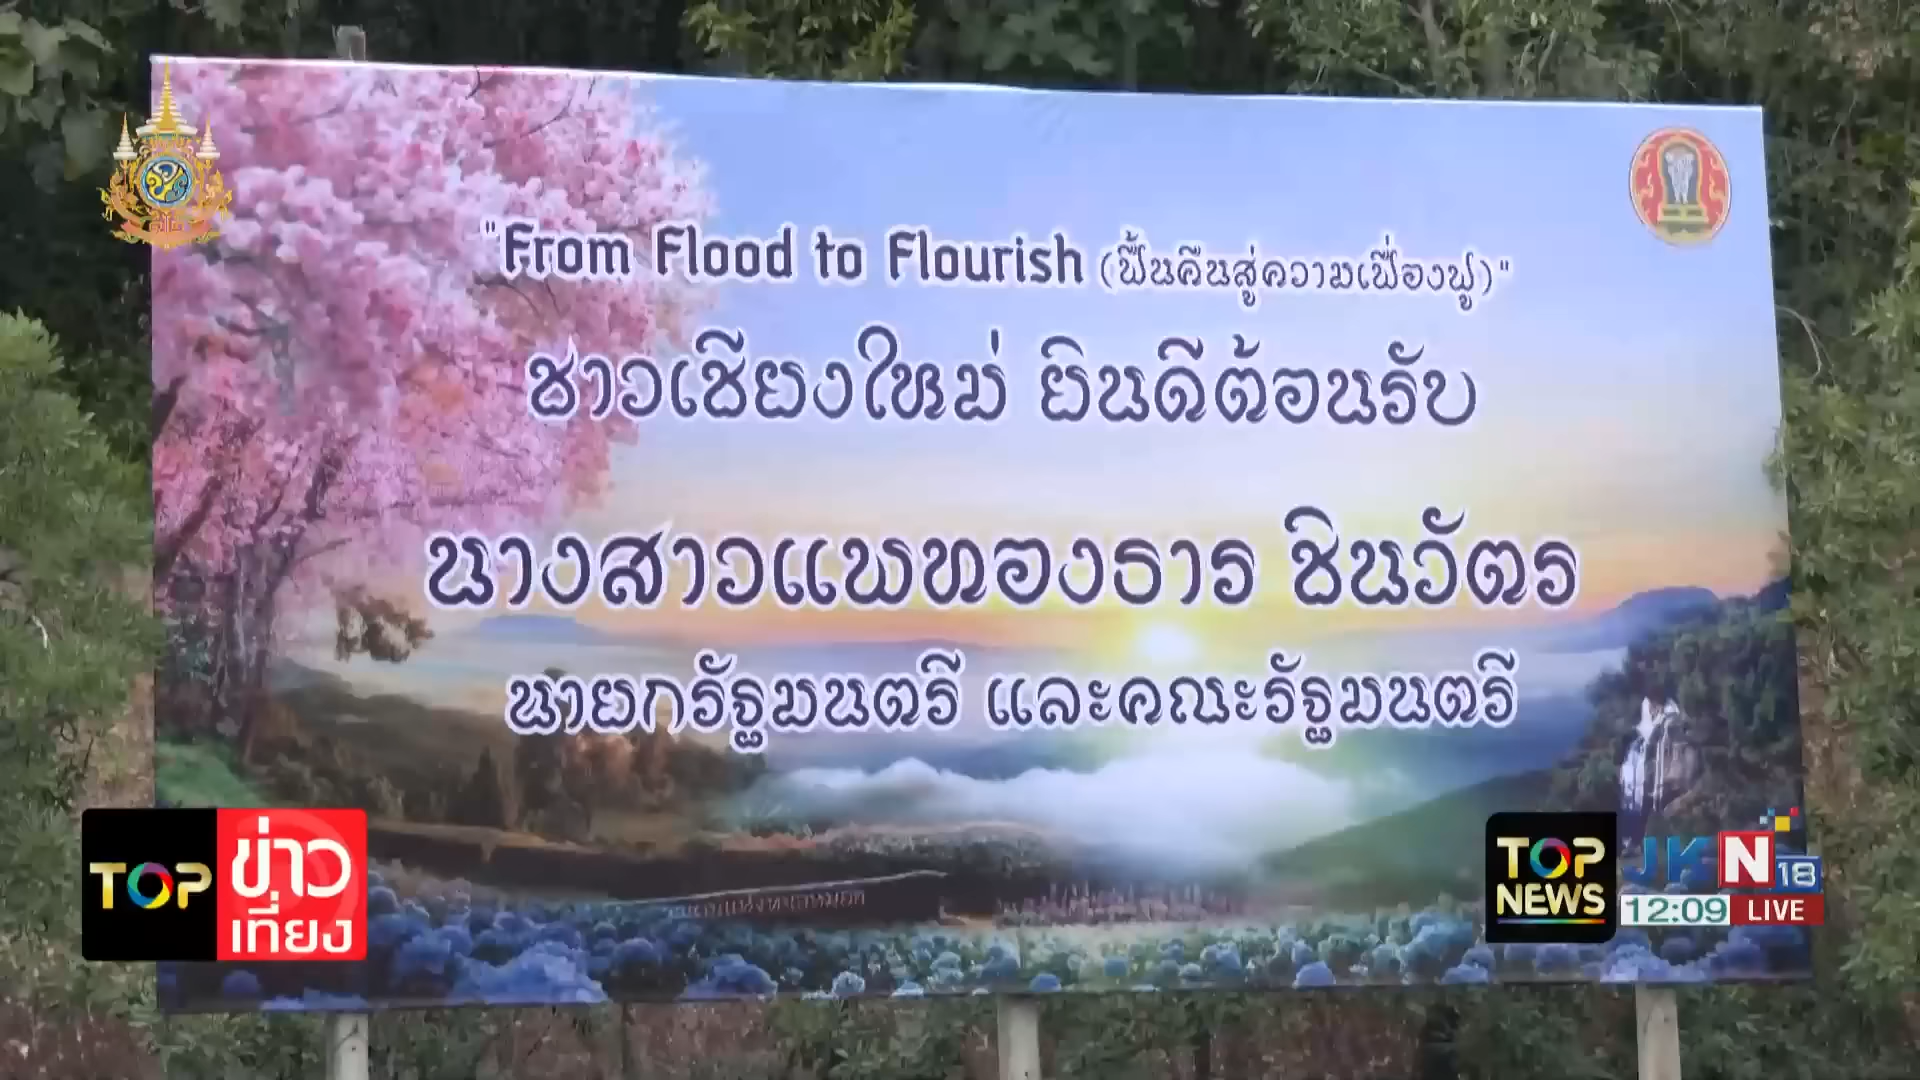 "From Flood to Flourish (ฟื้นคืนสู่ความเฟื่องฟู)"
ชาวเชียงใหม่ ยินดีต้อนรับ
นางสาวแพทองธาร ชินวัตร
นายกรัฐมนตรี และคณะรัฐมนตรี
TOP ข่าวเที่ยง
TOP NEWS
JKN 18
12:09 LIVE